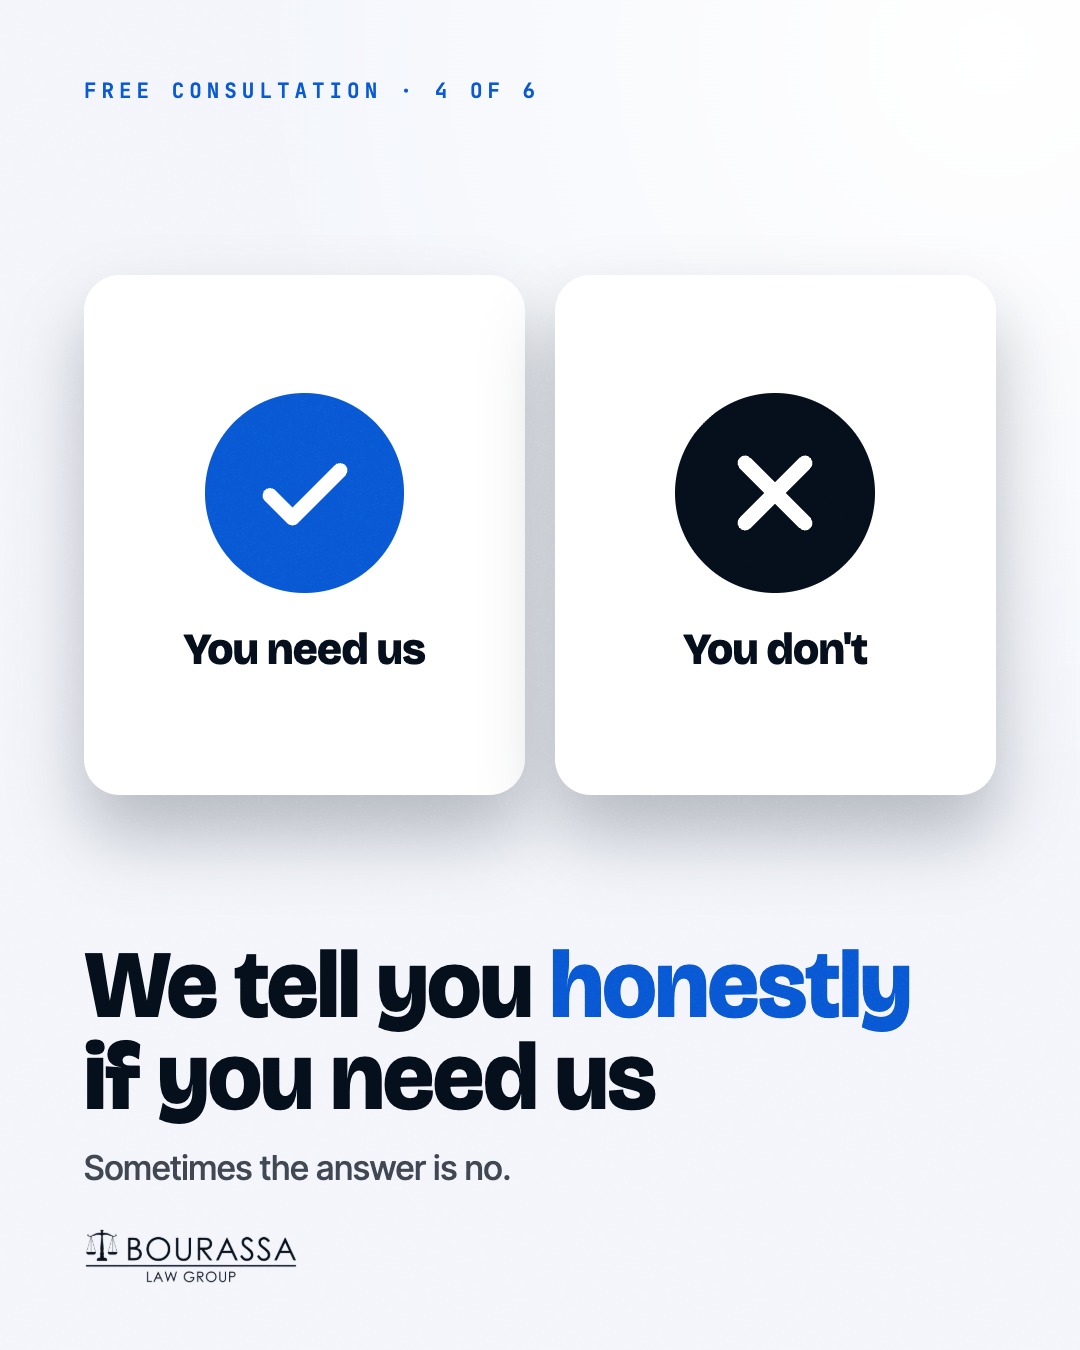 FREE CONSULTATION · 4 OF 6
You need us
You don't
We tell you honestly
if you need us
Sometimes the answer is no.
BOURASSA
LAW GROUP